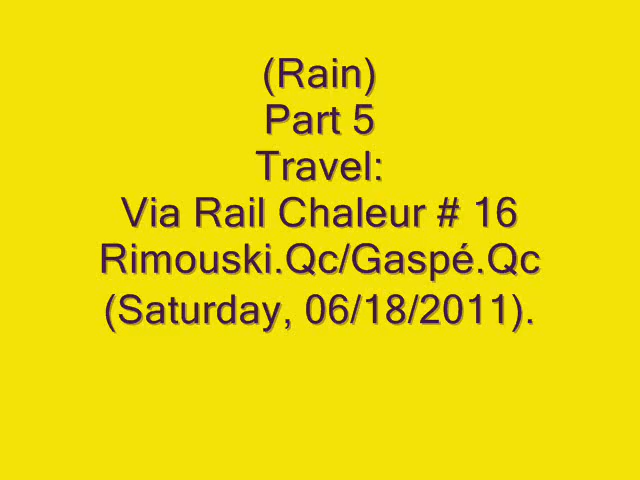 (Rain)
Part 5
Travel:
Via Rail Chaleur # 16
Rimouski.Qc/Gaspé.Qc
(Saturday, 06/18/2011).